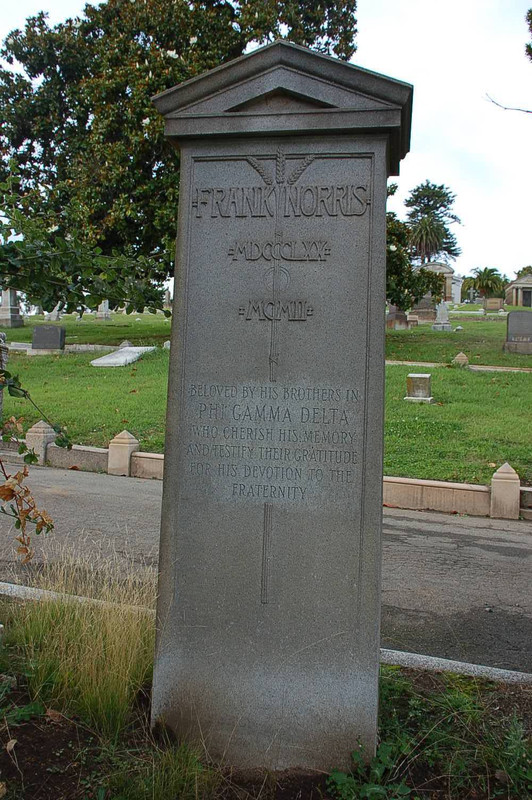 FRANK NORRIS
MDCCCLXX
MCMII
BELOVED BY HIS BROTHERS IN
PHI GAMMA DELTA
WHO CHERISH HIS MEMORY
AND TESTIFY THEIR GRATITUDE
FOR HIS DEVOTION TO THE
FRATERNITY